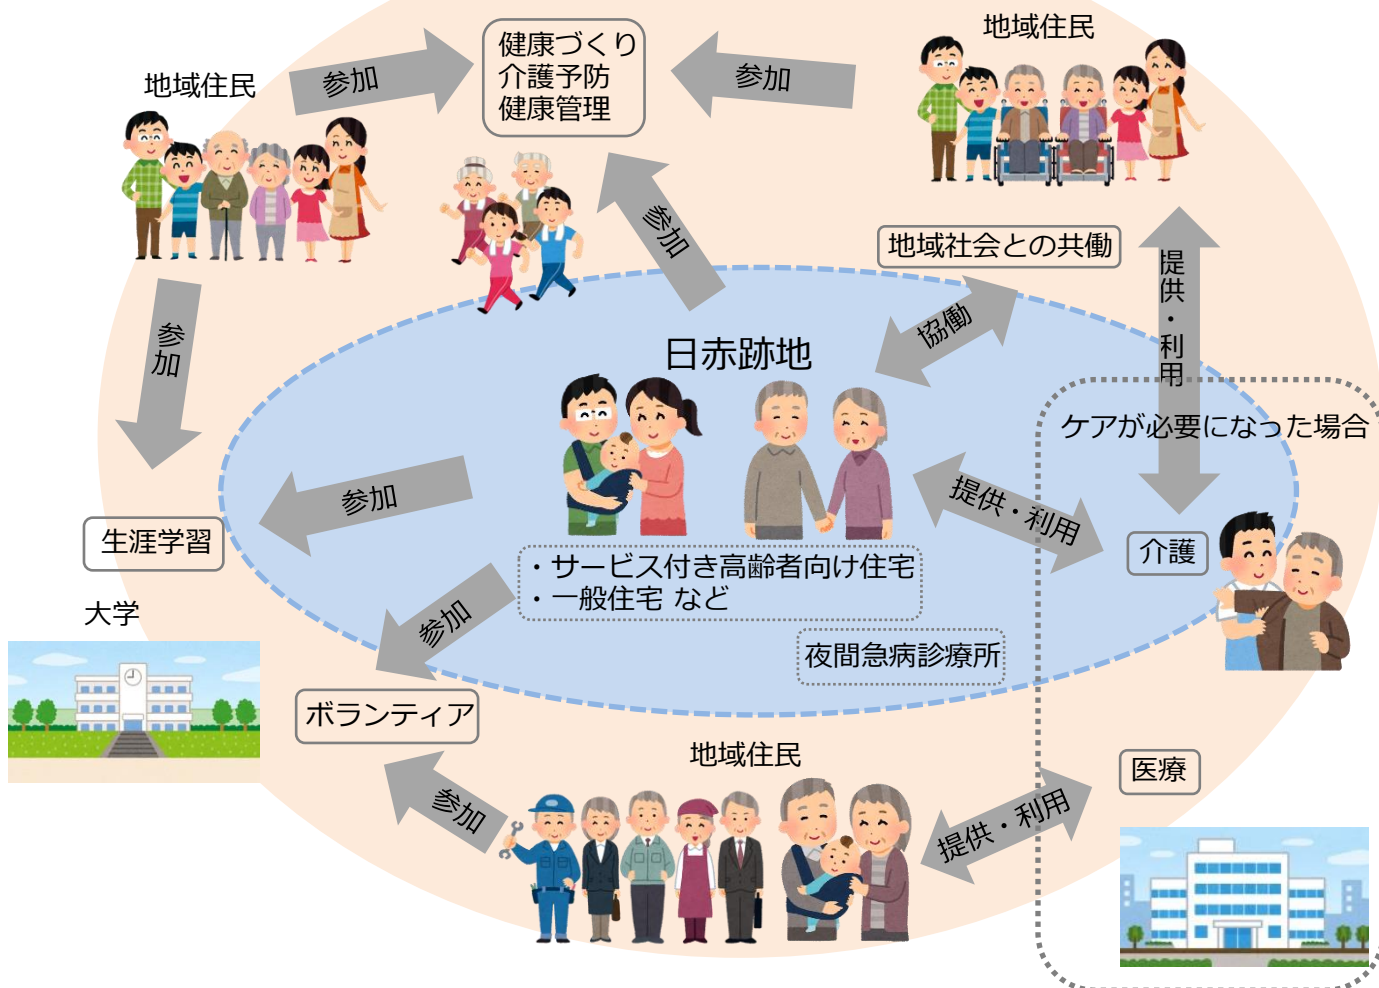 地域住民
健康づくり
介護予防
健康管理
地域住民
参加
参加
参加
地域社会との共働
提供・利用
参加
協働
日赤跡地
ケアが必要になった場合
参加
提供・利用
生涯学習
介護
・サービス付き高齢者向け住宅
・一般住宅 など
大学
参加
夜間急病診療所
ボランティア
地域住民
医療
参加
提供・利用